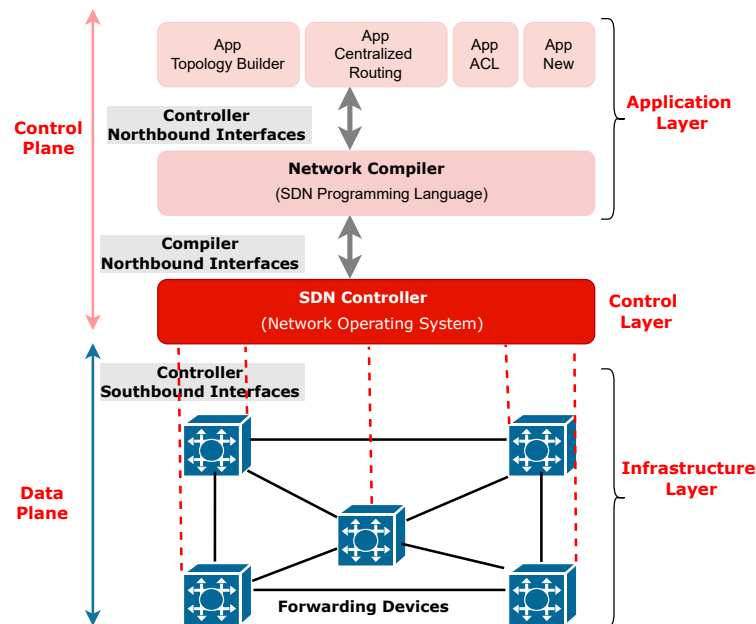 App
Topology Builder
App
Centralized
Routing
App
ACL
App
New
Controller
Northbound Interfaces
Application
Layer
Control
Plane
Network Compiler
(SDN Programming Language)
Compiler
Northbound Interfaces
SDN Controller
(Network Operating System)
Control
Layer
Controller
Southbound Interfaces
Infrastructure
Layer
Data
Plane
Forwarding Devices